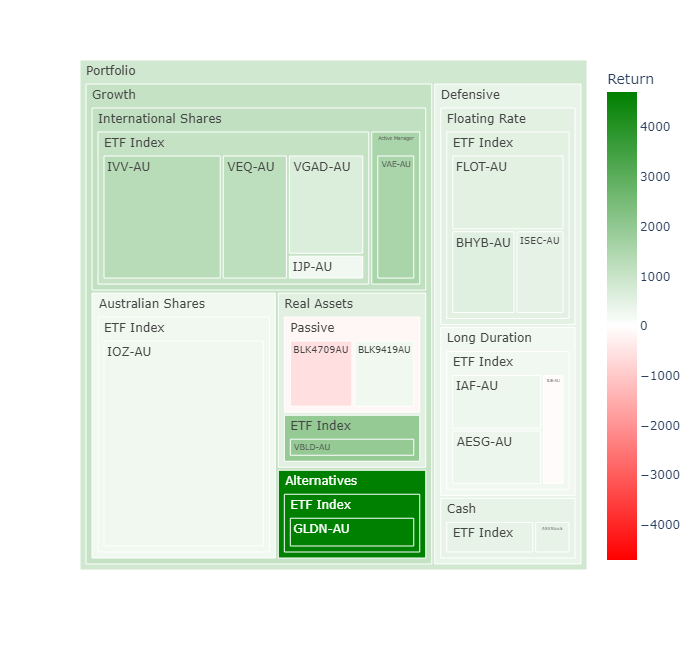 Portfolio
Return
Growth
International Shares
ETF Index
IVV-AU
VEQ-AU
VGAD-AU
IJP-AU
Active Manager
VAE-AU
Australian Shares
ETF Index
IOZ-AU
Real Assets
Passive
BLK4709AU
BLK9419AU
ETF Index
VBLD-AU
Alternatives
ETF Index
GLDN-AU
Defensive
Floating Rate
ETF Index
FLOT-AU
BHYB-AU
ISEC-AU
Long Duration
ETF Index
IAF-AU
AESG-AU
Cash
ETF Index
4000
3000
2000
1000
0
−1000
−2000
−3000
−4000